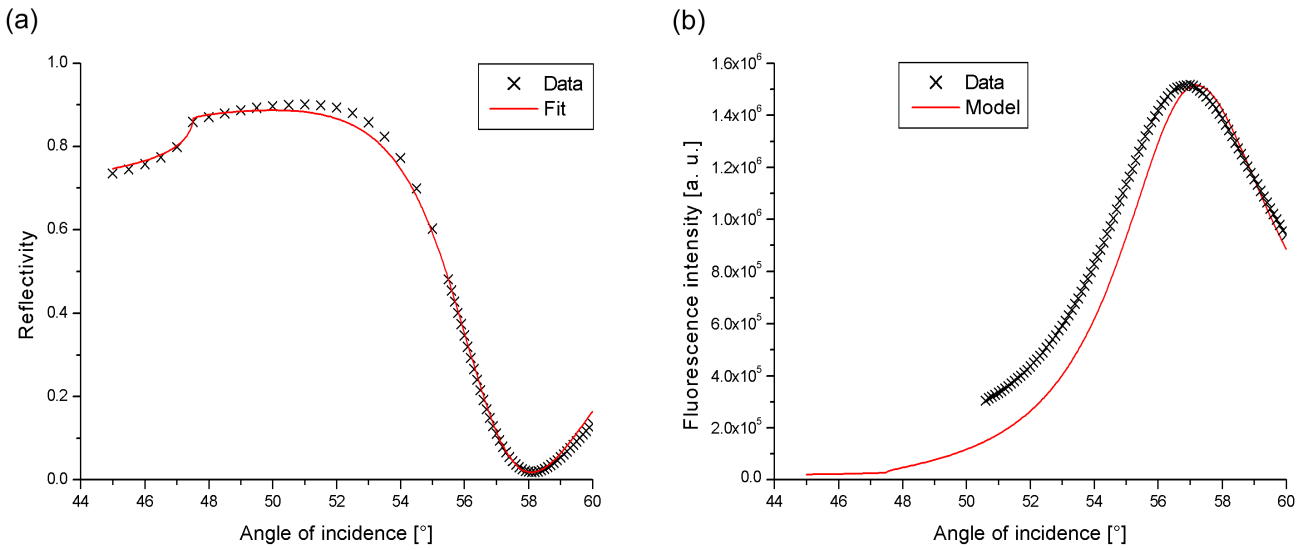 (a)
1.0
0.8
0.6
0.4
0.2
0.0
Reflectivity
Data
Fit
44 46 48 50 52 54 56 58 60
Angle of incidence [°]
(b)
1.6x10⁶
1.4x10⁶
1.2x10⁶
1.0x10⁶
8.0x10⁵
6.0x10⁵
4.0x10⁵
2.0x10⁵
0.0
Fluorescence intensity [a. u.]
Data
Model
44 46 48 50 52 54 56 58 60
Angle of incidence [°]